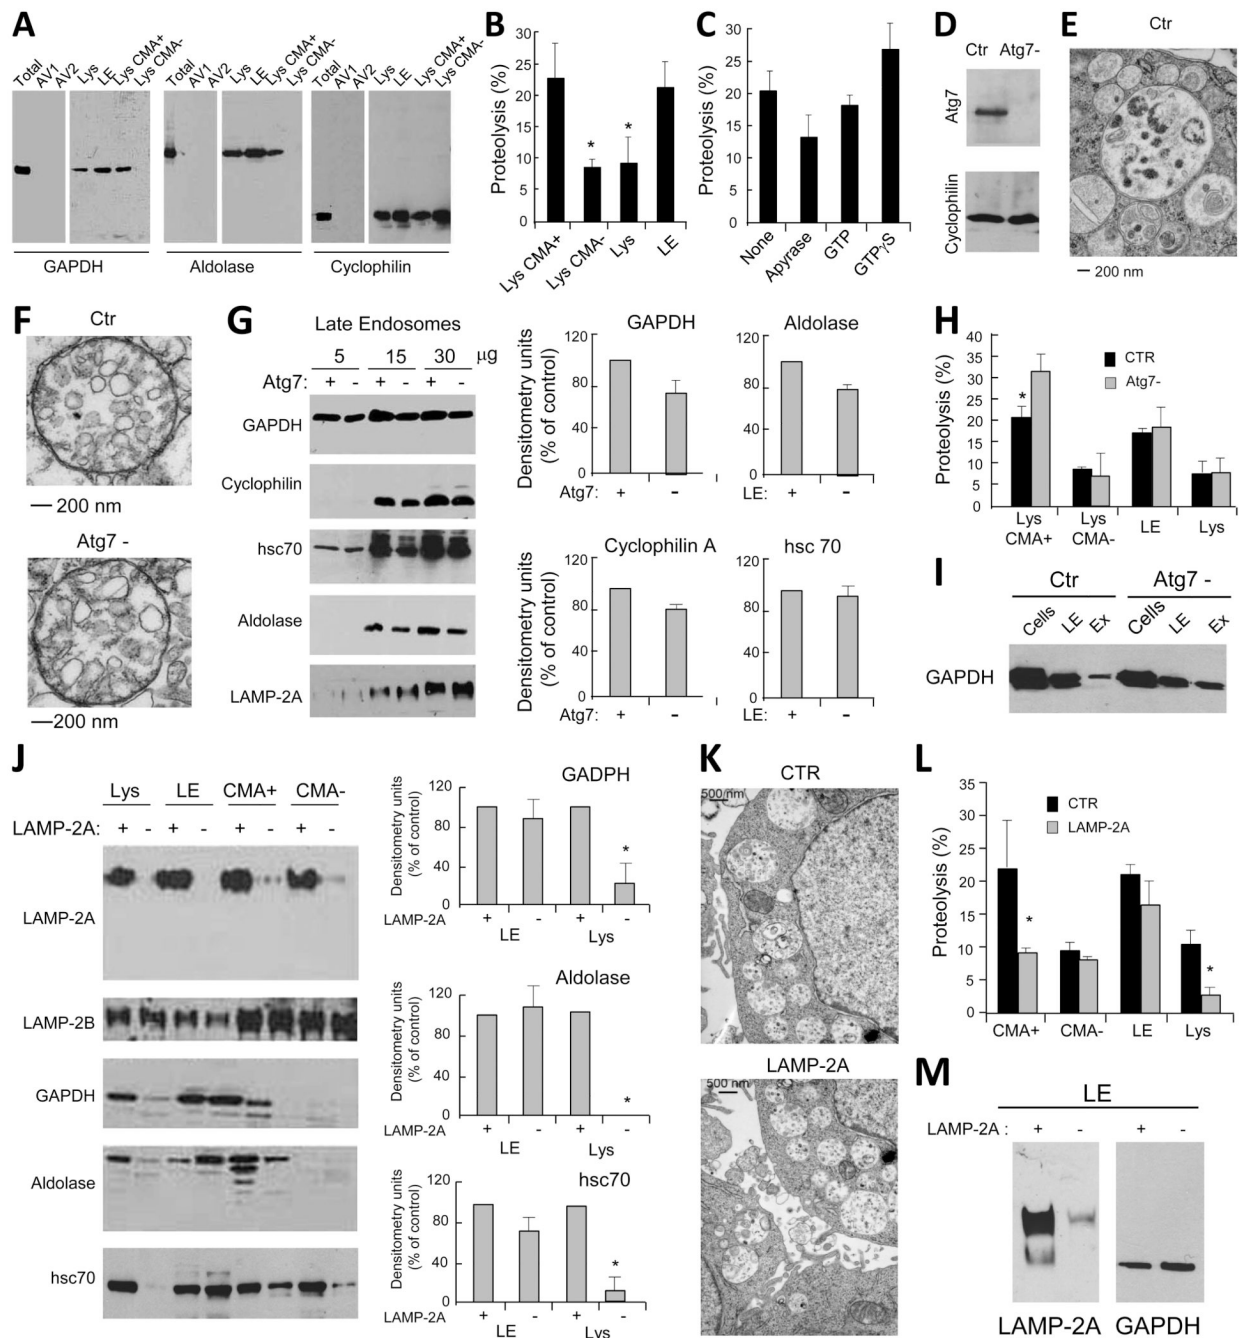 A
Total
AV1
AV2
Lys
LE
Lys CMA+
Lys CMA-
Total
AV1
AV2
Lys
LE
Lys CMA+
Lys CMA-
Total
AV1
AV2
Lys
LE
Lys CMA+
Lys CMA-
GAPDH
Aldolase
Cyclophilin
B
Proteolysis (%)
30
25
20
15
10
5
0
*
*
Lys CMA+
Lys CMA-
Lys
LE
C
Proteolysis (%)
30
25
20
15
10
5
0
None
Apyrase
GTP
GTPγS
D
Ctr Atg7-
Atg7
Cyclophilin
E
Ctr
200 nm
F
Ctr
200 nm
Atg7 -
200 nm
G
Late Endosomes
5 15 30 μg
Atg7: + - + - + -
GAPDH
Cyclophilin
hsc70
Aldolase
LAMP-2A
GAPDH
Densitometry units
(% of control)
120
80
40
0
Atg7: + -
Aldolase
120
80
40
0
LE: + -
Cyclophilin A
Densitometry units
(% of control)
120
80
40
0
Atg7: + -
hsc 70
120
80
40
0
LE: + -
H
Proteolysis (%)
40
35
30
25
20
15
10
5
0
CTR
Atg7-
*
Lys
CMA+
Lys
CMA-
LE
Lys
I
Ctr Atg7 -
Cells LE Ex Cells LE Ex
GAPDH
J
Lys LE CMA+ CMA-
LAMP-2A: + - + - + - + -
LAMP-2A
LAMP-2B
GAPDH
Aldolase
hsc70
GADPH
Densitometry units
(% of control)
120
80
40
0
*
LAMP-2A + - + -
LE Lys
Aldolase
Densitometry units
(% of control)
120
80
40
0
*
LAMP-2A + - + -
LE Lys
hsc70
Densitometry units
(% of control)
120
80
40
0
*
LAMP-2A + - + -
LE Lys
K
CTR
500 nm
LAMP-2A
500 nm
L
Proteolysis (%)
35
30
25
20
15
10
5
0
CTR
LAMP-2A
*
*
CMA+ CMA- LE Lys
M
LE
LAMP-2A : + - + -
LAMP-2A GAPDH